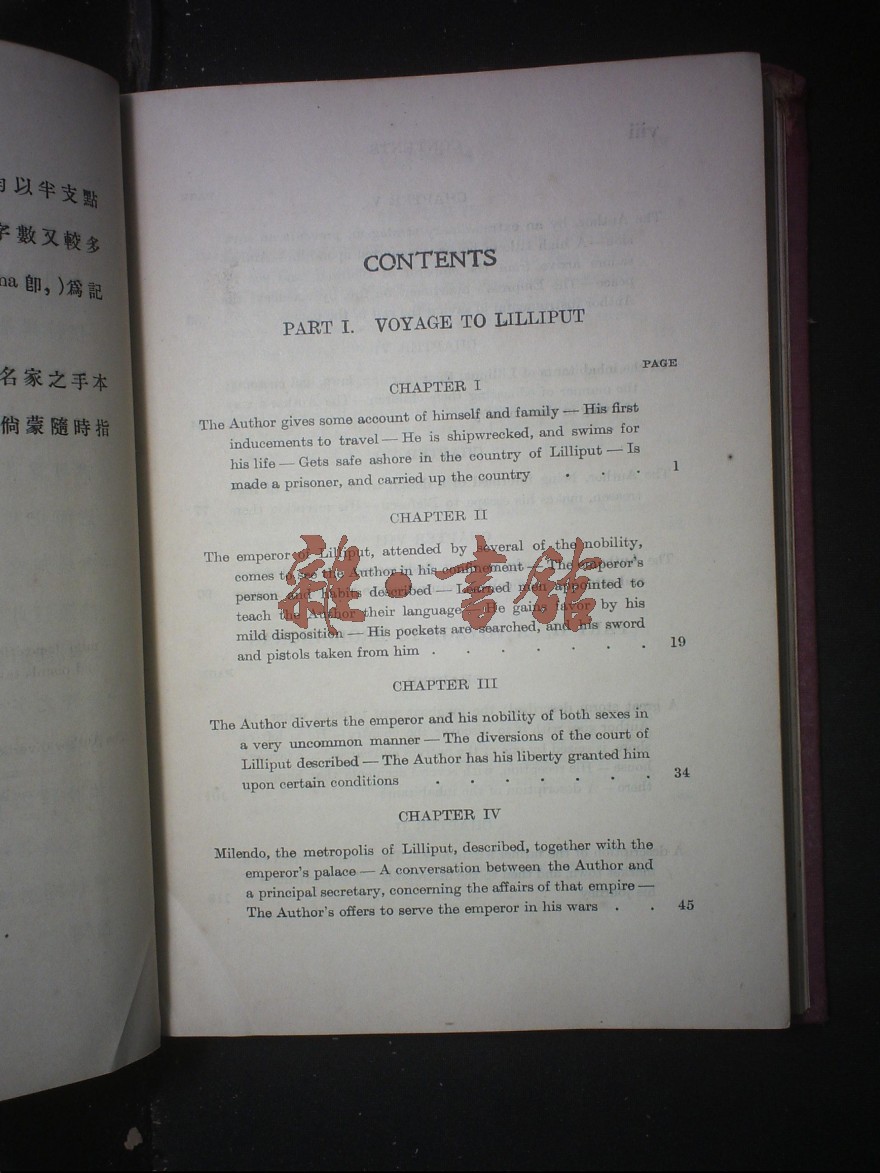 勻以半支點
字數又較多
na 卽，)爲記
名家之手本
倘蒙隨時指
CONTENTS
PART I. VOYAGE TO LILLIPUT
PAGE
CHAPTER I
The Author gives some account of himself and family — His first
inducements to travel — He is shipwrecked, and swims for
his life — Gets safe ashore in the country of Lilliput — Is
made a prisoner, and carried up the country . . . 1
CHAPTER II
The emperor of Lilliput, attended by several of the nobility,
comes to see the Author in his confinement — The emperor's
person and habits described — Learned men appointed to
teach the Author their language — He gains favor by his
mild disposition — His pockets are searched, and his sword
and pistols taken from him . . . . . . . 19
雜·書館
CHAPTER III
The Author diverts the emperor and his nobility of both sexes in
a very uncommon manner — The diversions of the court of
Lilliput described — The Author has his liberty granted him
upon certain conditions . . . . . . . 34
CHAPTER IV
Milendo, the metropolis of Lilliput, described, together with the
emperor's palace — A conversation between the Author and
a principal secretary, concerning the affairs of that empire —
The Author's offers to serve the emperor in his wars . . 45